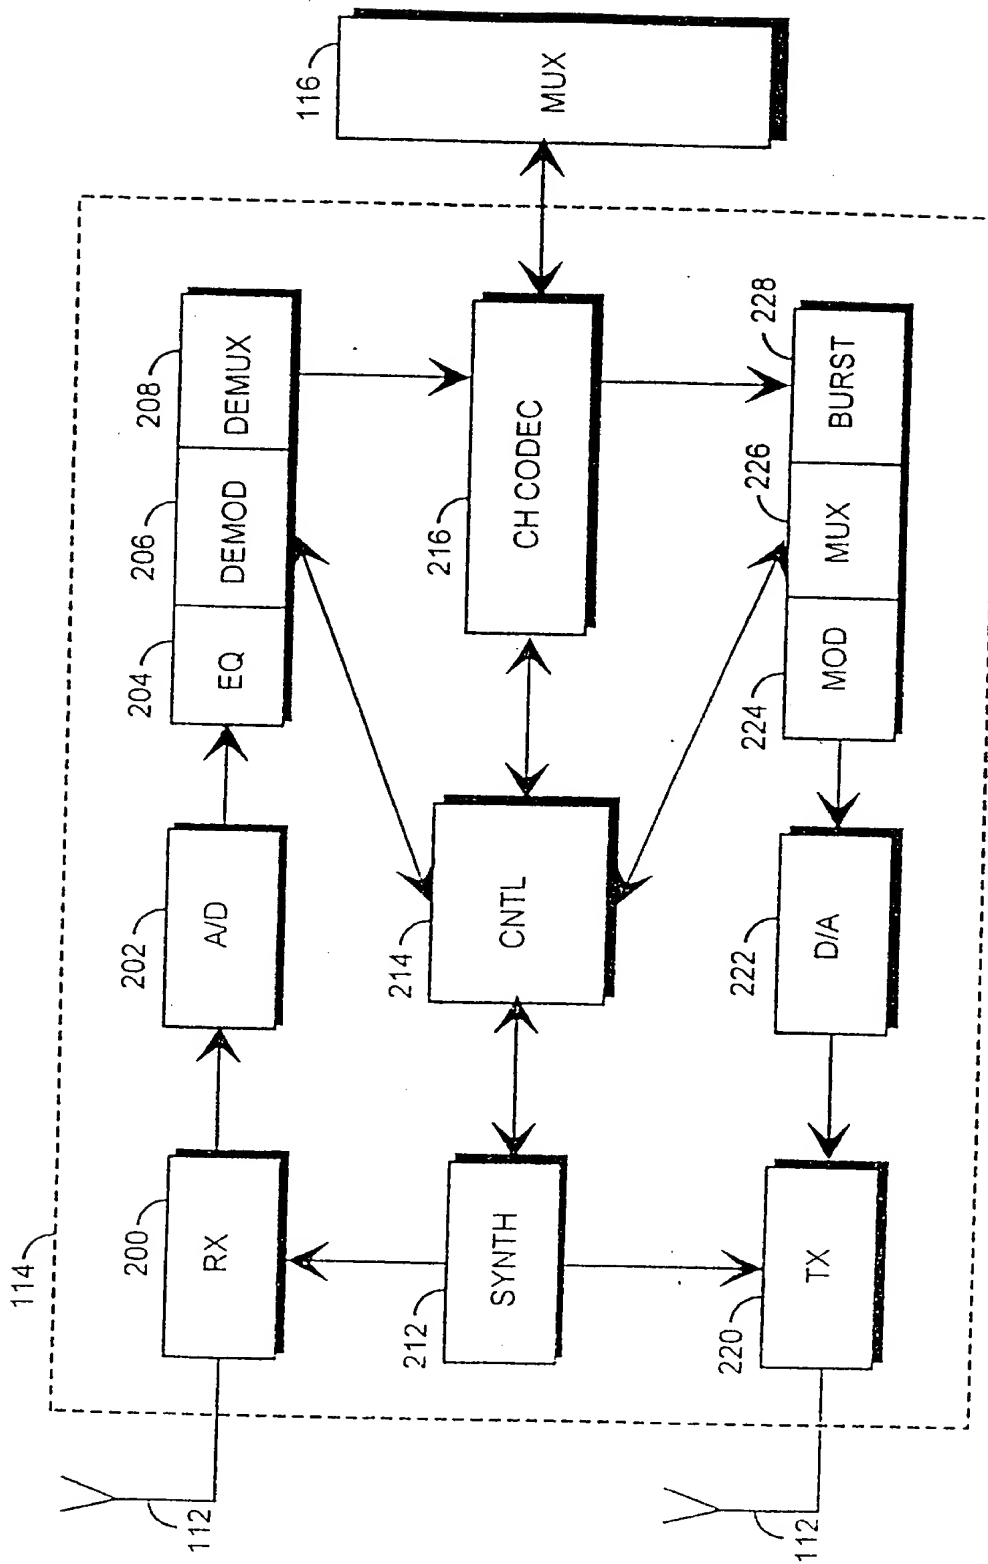 114
112
200
RX
202
A/D
204
EQ
206
DEMOD
208
DEMUX
212
SYNTH
214
CNTL
216
CH CODEC
116
MUX
112
220
TX
222
D/A
224
MOD
226
MUX
228
BURST